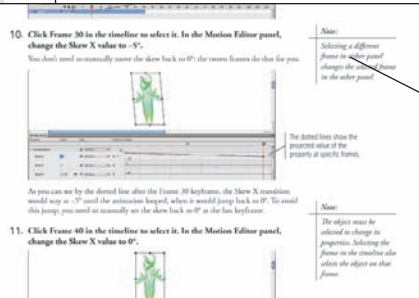 10. Click Frame 30 in the timeline to select it. In the Motion Editor panel,
change the Skew X value to –5°.
You don't need to manually move the skew back to 0°: the tween frames do that for you.
Note:
Selecting a different
frame in either panel
changes the selected frame
in the other panel.
The dotted lines show the
projected value of the
property at specific frames.
As you can see by the dotted line after the Frame 30 keyframe, the Skew X transition
would stay at –5° until the animation looped, when it would jump back to 0°. To avoid
this jump, you need to manually set the skew back to 0° at the last keyframe.
Note:
The object must be
selected to change its
properties. Selecting the
frame in the timeline also
selects the object on that
frame.
11. Click Frame 40 in the timeline to select it. In the Motion Editor panel,
change the Skew X value to 0°.